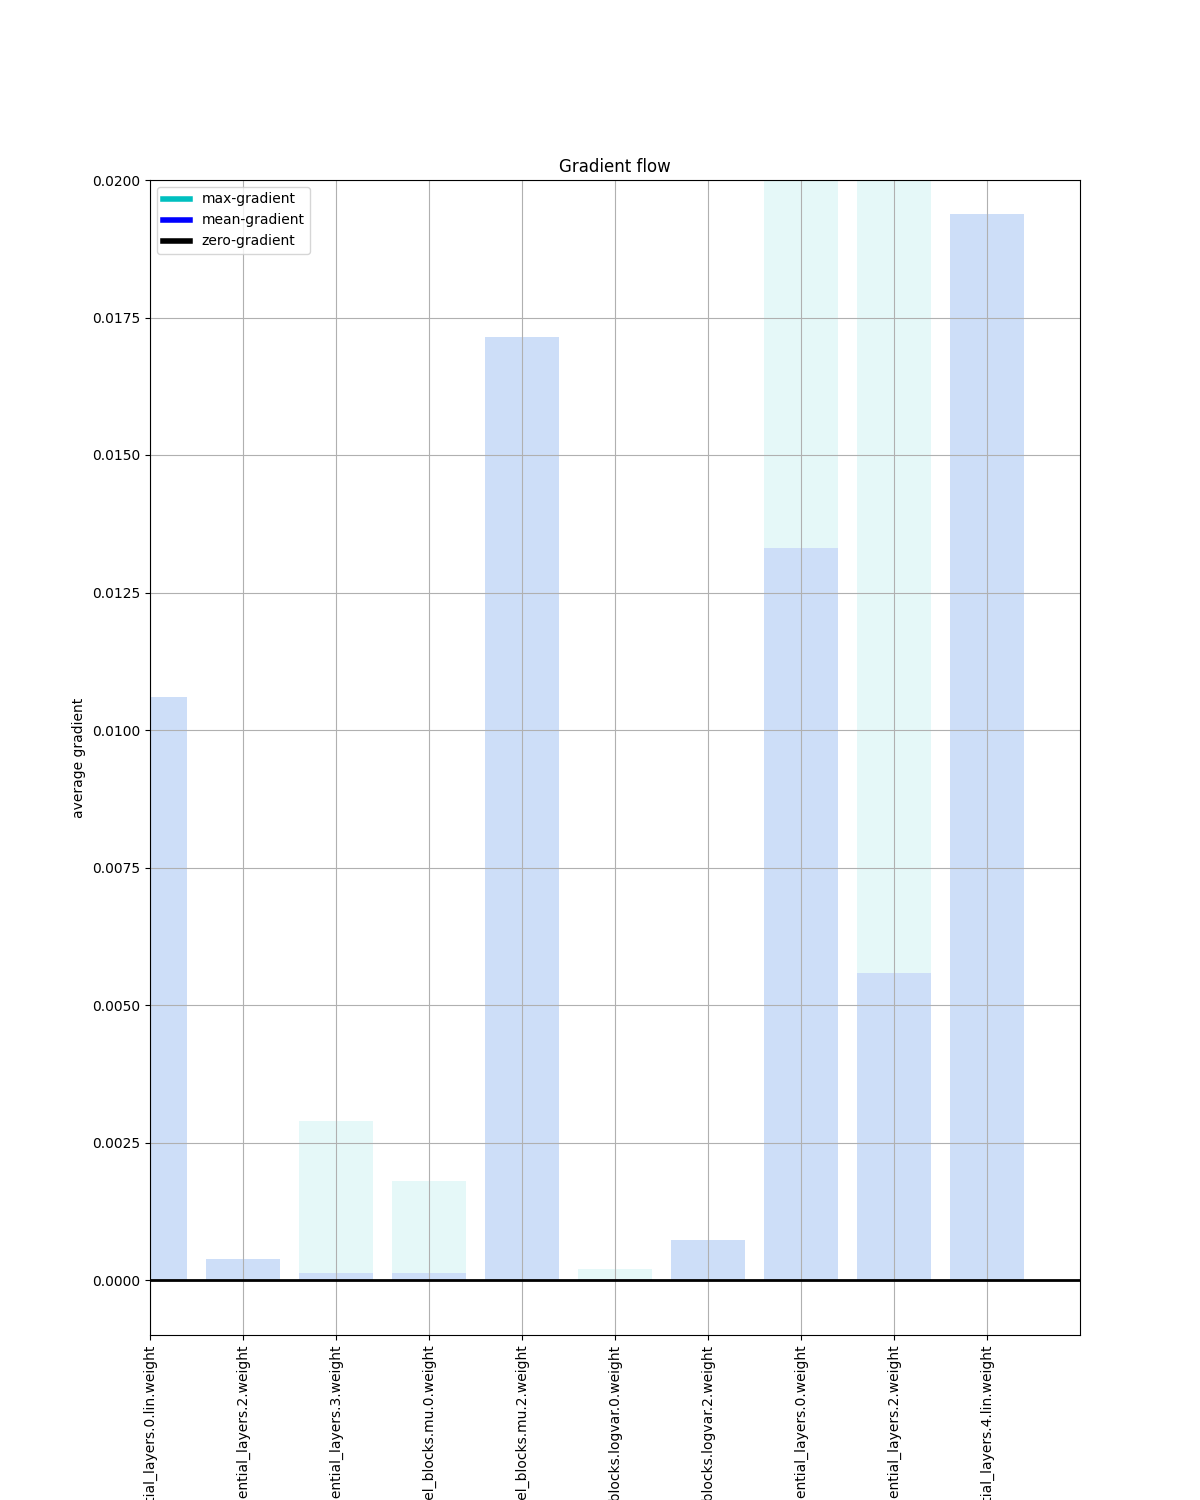 Gradient flow
max-gradient
mean-gradient
zero-gradient
0.0200
0.0175
0.0150
0.0125
0.0100
0.0075
0.0050
0.0025
0.0000
average gradient
tial_layers.0.lin.weight
ential_layers.2.weight
ential_layers.3.weight
el_blocks.mu.0.weight
el_blocks.mu.2.weight
blocks.logvar.0.weight
blocks.logvar.2.weight
ential_layers.0.weight
ential_layers.2.weight
tial_layers.4.lin.weight